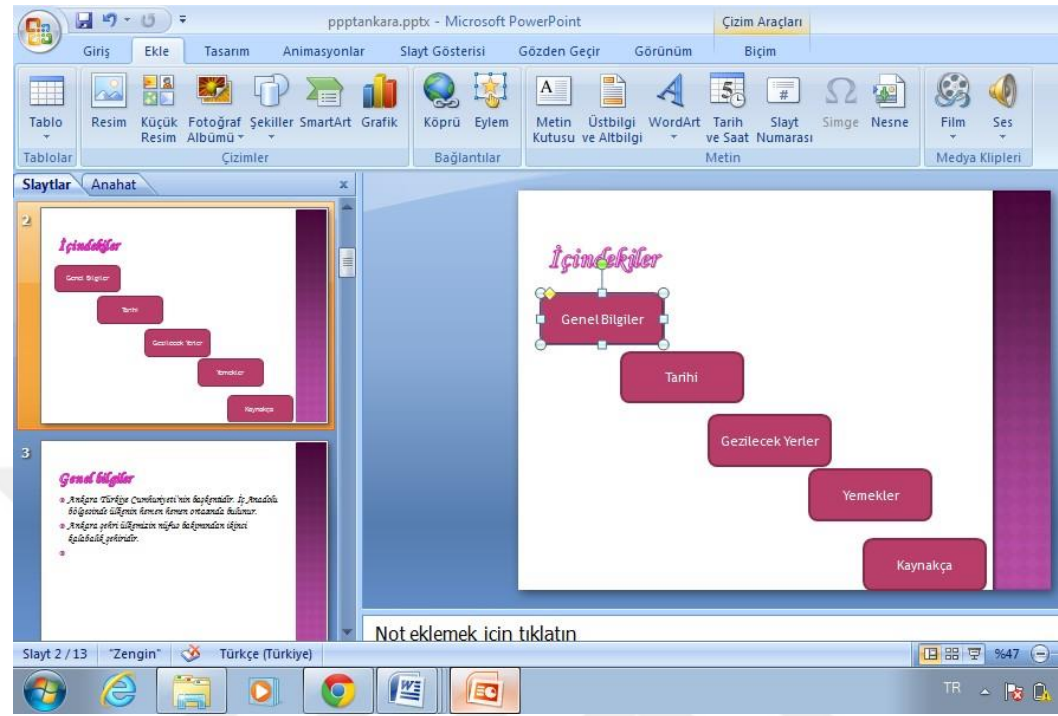 ppptankara.pptx - Microsoft PowerPoint
Çizim Araçları
Giriş Ekle Tasarım Animasyonlar Slayt Gösterisi Gözden Geçir Görünüm Biçim
Tablo Resim Küçük Resim Fotoğraf Albümü Şekiller SmartArt Grafik Köprü Eylem Metin Kutusu Üstbilgi ve Altbilgi WordArt Tarih ve Saat Slayt Numarası Simge Nesne Film Ses
Tablolar Çizimler Bağlantılar Metin Medya Klipleri
Slaytlar Anahat
2
İçindekiler
Genel Bilgiler
Tarihi
Gezilecek Yerler
Yemekler
Kaynakça
3
Genel bilgiler
Ankara Türkiye Cumhuriyeti'nin başkentidir. İç Anadolu
bölgesinde ülkenin hemen hemen ortasında bulunur.
Ankara şehri ülkemizin nüfus bakımından ikinci
kalabalık şehridir.
İçindekiler
Genel Bilgiler
Tarihi
Gezilecek Yerler
Yemekler
Kaynakça
Not eklemek için tıklatın
Slayt 2 / 13 "Zengin" Türkçe (Türkiye) %47
TR